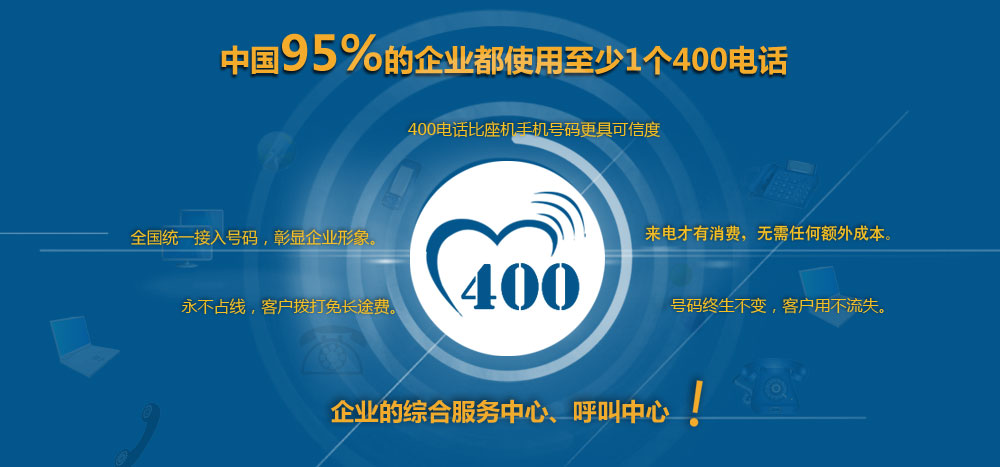 中国95%的企业都使用至少1个400电话
400电话比座机手机号码更具可信度
全国统一接入号码，彰显企业形象。
来电才有消费，无需任何额外成本。
400
永不占线，客户拨打免长途费。
号码终生不变，客户用不流失。
企业的综合服务中心、呼叫中心！